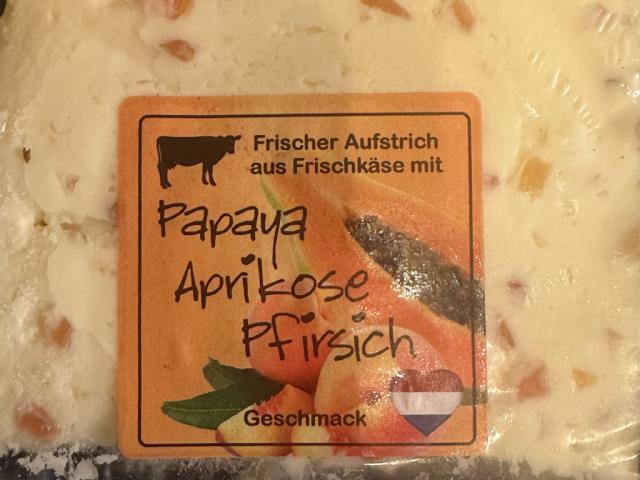 Frischer Aufstrich
aus Frischkäse mit
Papaya
Aprikose
Pfirsich
Geschmack